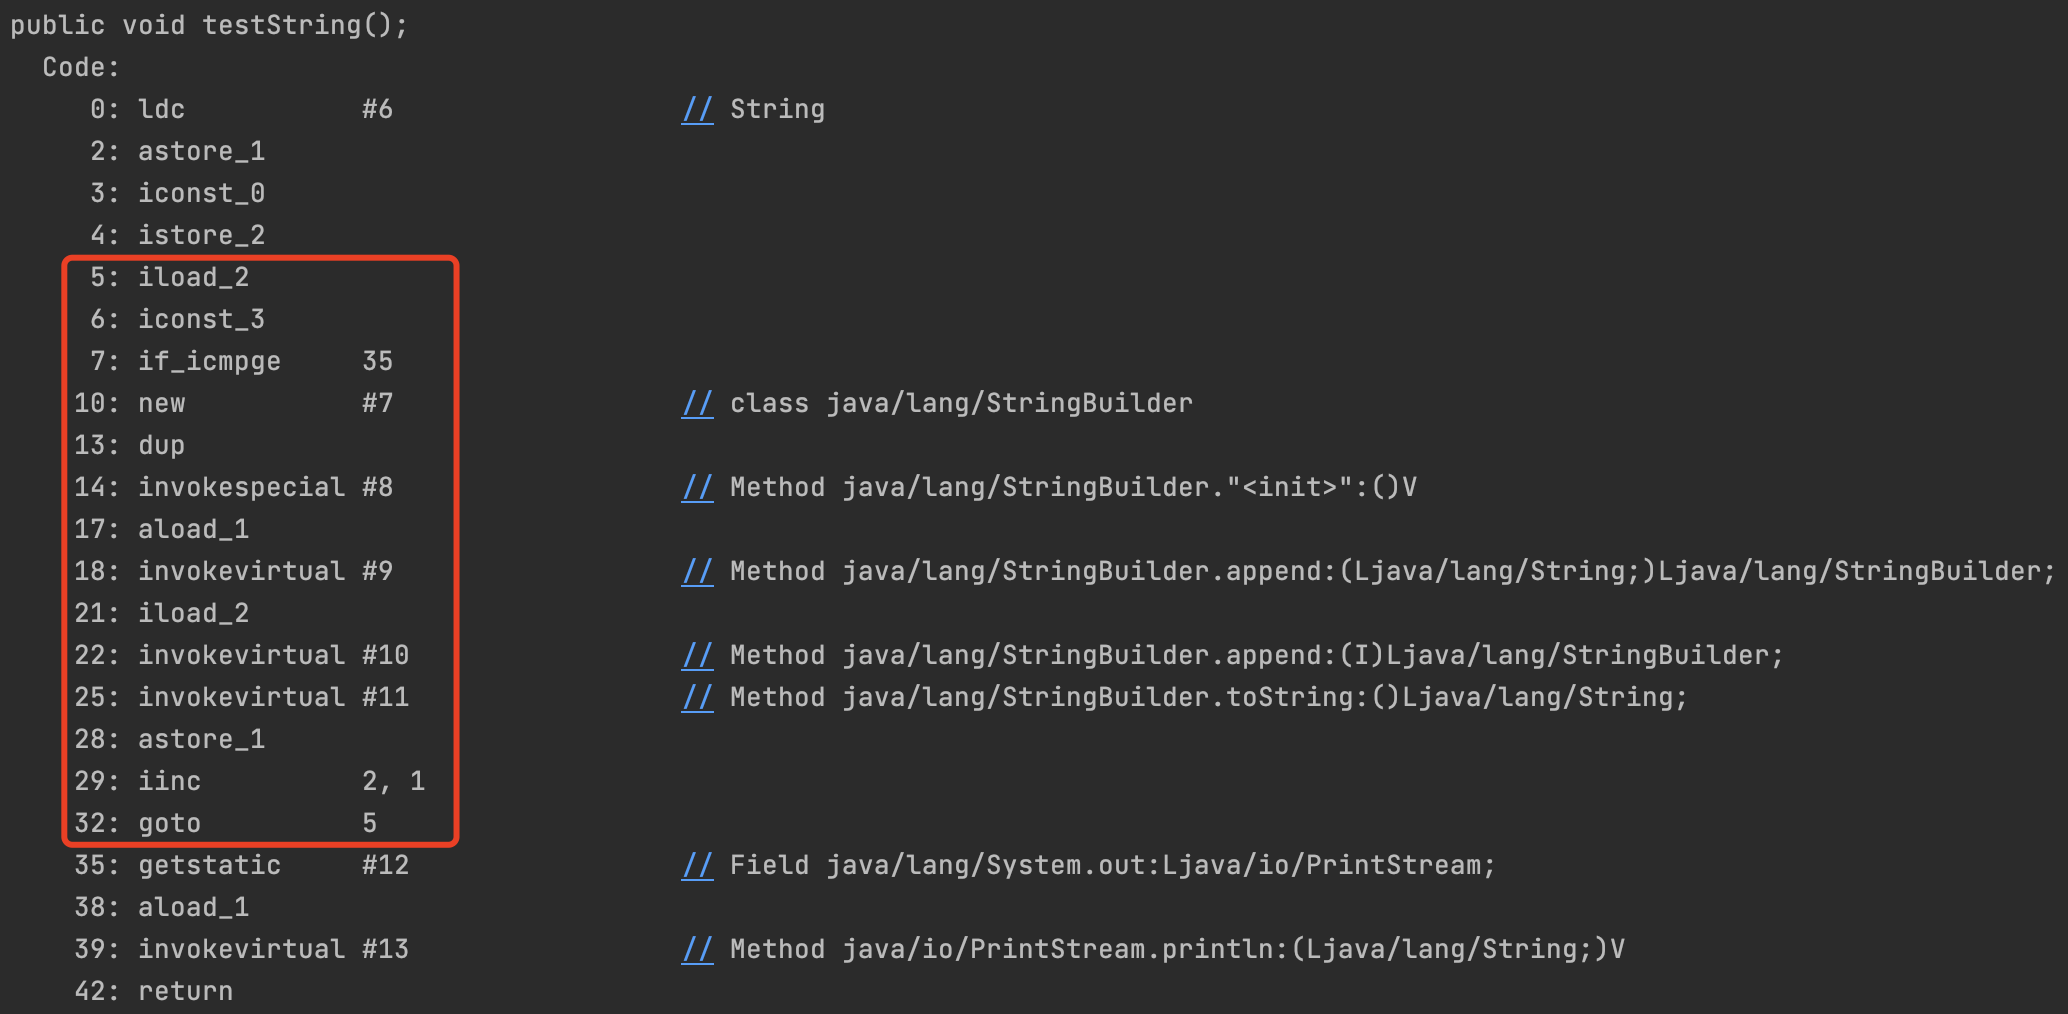 public void testString();
  Code:
     0: ldc           #6                  // String
     2: astore_1
     3: iconst_0
     4: istore_2
     5: iload_2
     6: iconst_3
     7: if_icmpge     35
    10: new           #7                  // class java/lang/StringBuilder
    13: dup
    14: invokespecial #8                  // Method java/lang/StringBuilder."<init>":()V
    17: aload_1
    18: invokevirtual #9                  // Method java/lang/StringBuilder.append:(Ljava/lang/String;)Ljava/lang/StringBuilder;
    21: iload_2
    22: invokevirtual #10                 // Method java/lang/StringBuilder.append:(I)Ljava/lang/StringBuilder;
    25: invokevirtual #11                 // Method java/lang/StringBuilder.toString:()Ljava/lang/String;
    28: astore_1
    29: iinc          2, 1
    32: goto          5
    35: getstatic     #12                 // Field java/lang/System.out:Ljava/io/PrintStream;
    38: aload_1
    39: invokevirtual #13                 // Method java/io/PrintStream.println:(Ljava/lang/String;)V
    42: return